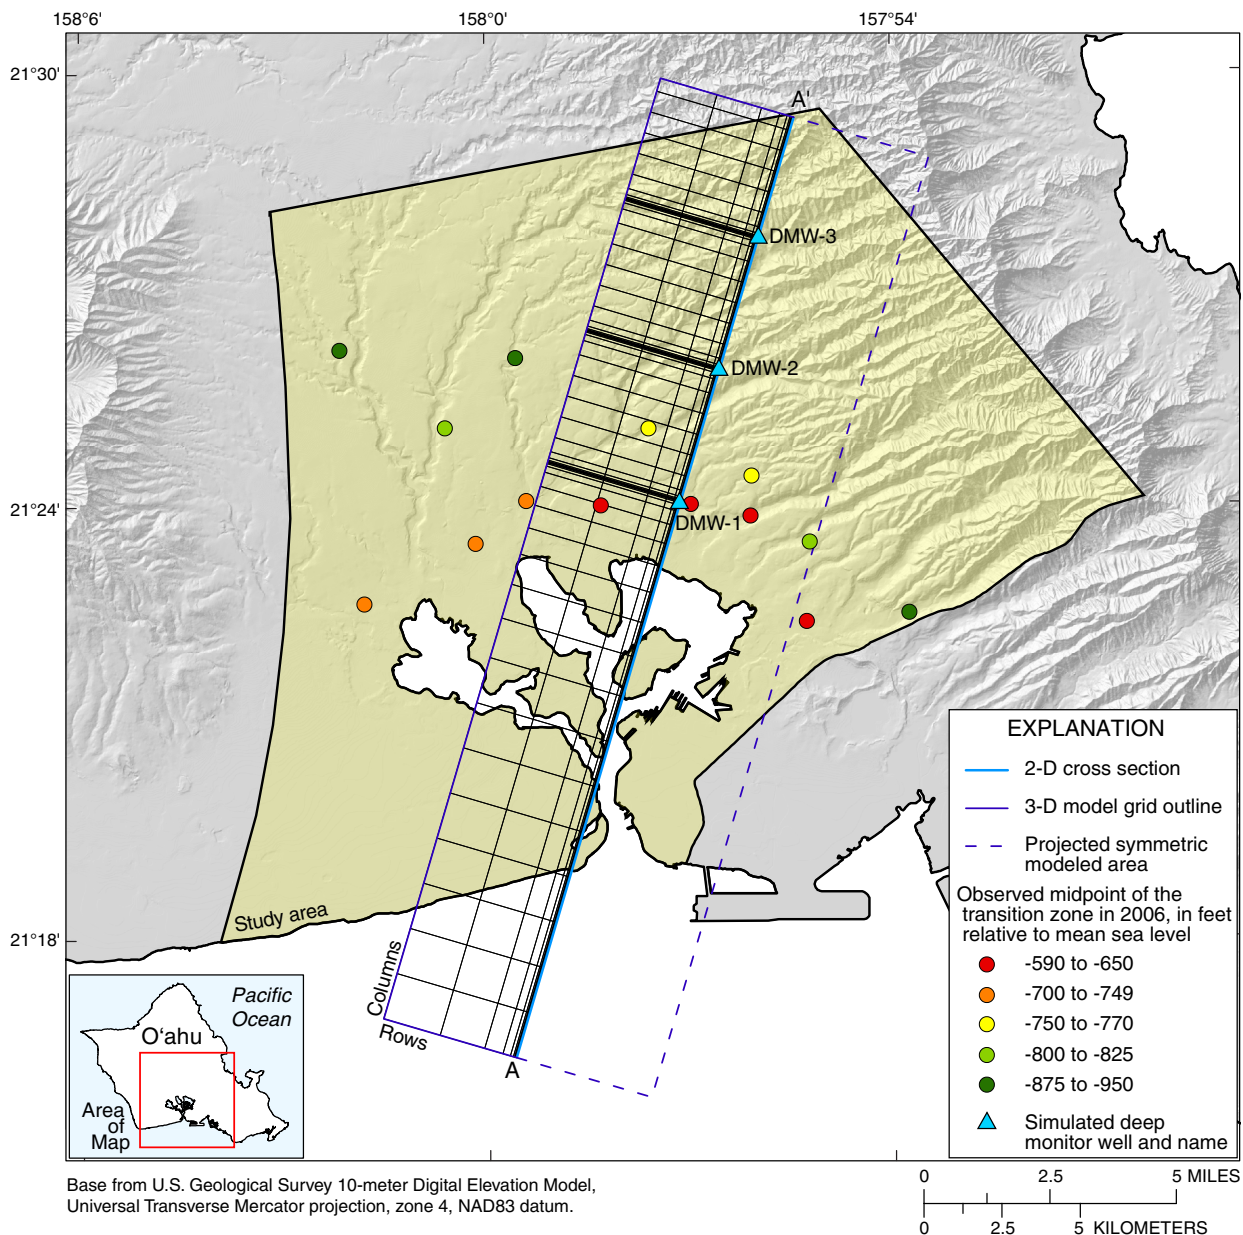 158°6'
158°0'
157°54'
21°30'
21°24'
21°18'
A'
DMW-3
DMW-2
DMW-1
Study area
Columns
Rows
A
EXPLANATION
2-D cross section
3-D model grid outline
Projected symmetric
modeled area
Observed midpoint of the
transition zone in 2006, in feet
relative to mean sea level
-590 to -650
-700 to -749
-750 to -770
-800 to -825
-875 to -950
Simulated deep
monitor well and name
Pacific
Ocean
O‘ahu
Area
of
Map
Base from U.S. Geological Survey 10-meter Digital Elevation Model,
Universal Transverse Mercator projection, zone 4, NAD83 datum.
0 2.5 5 MILES
0 2.5 5 KILOMETERS